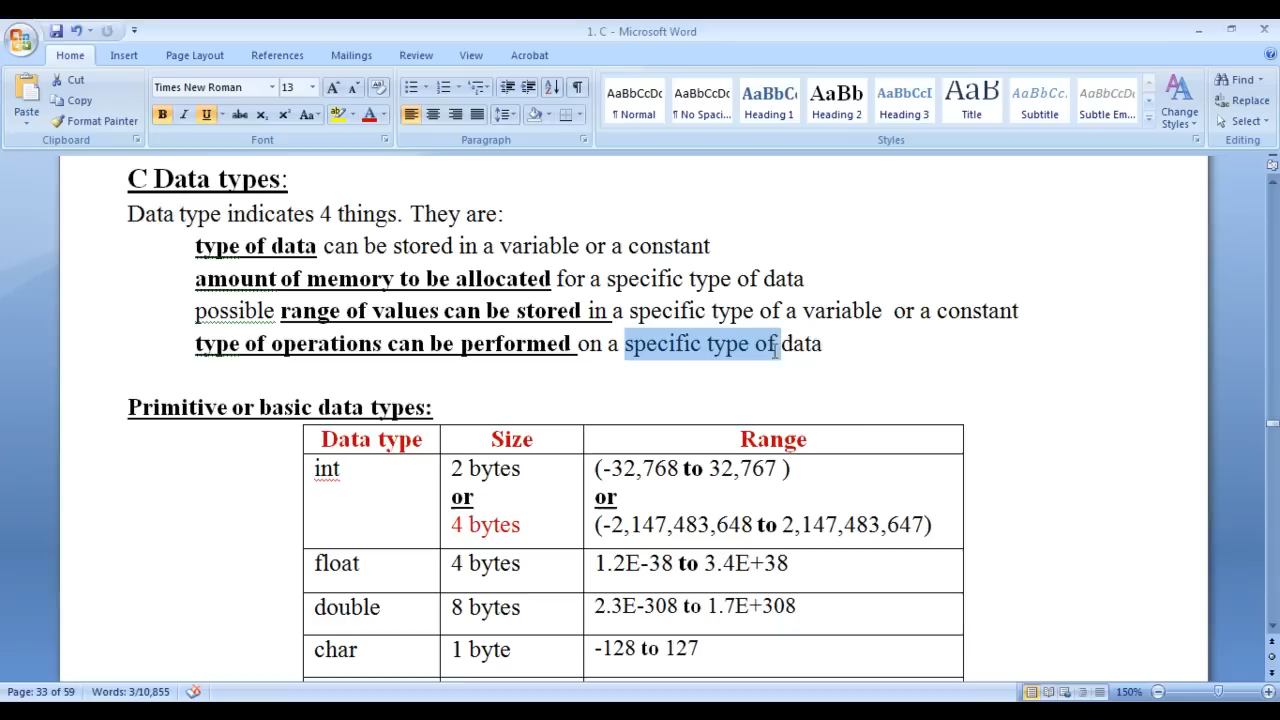 1. C - Microsoft Word
Home Insert Page Layout References Mailings Review View Acrobat
Paste
Cut
Copy
Format Painter
Clipboard
Times New Roman 13
B I U abc X₂ X² Aa
Font
Paragraph
AaBbCcDc AaBbCcDc AaBbC AaBb AaBbCcI AaB AaBbCc. AaBbCcDc
¶ Normal ¶ No Spaci... Heading 1 Heading 2 Heading 3 Title Subtitle Subtle Em...
Change Styles
Styles
Find
Replace
Select
Editing
C Data types:
Data type indicates 4 things. They are:
type of data can be stored in a variable or a constant
amount of memory to be allocated for a specific type of data
possible range of values can be stored in a specific type of a variable or a constant
type of operations can be performed on a specific type of data
Primitive or basic data types:
Data type Size Range
int 2 bytes (-32,768 to 32,767 )
or or
4 bytes (-2,147,483,648 to 2,147,483,647)
float 4 bytes 1.2E-38 to 3.4E+38
double 8 bytes 2.3E-308 to 1.7E+308
char 1 byte -128 to 127
Page: 33 of 59 Words: 3/10,855 150%